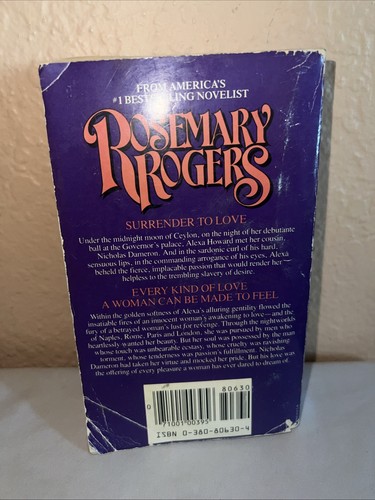 FROM AMERICA'S
#1 BESTSELLING NOVELIST
ROSEMARY
ROGERS
SURRENDER TO LOVE
Under the midnight moon of Ceylon, on the night of her debutante
ball at the Governor's palace, Alexa Howard met her cousin,
Nicholas Dameron. And in the sardonic curl of his hard,
sensuous lips, in the commanding arrogance of his eyes, Alexa
beheld the fierce, implacable passion that would render her—
helpless to the trembling slavery of desire.
EVERY KIND OF LOVE
A WOMAN CAN BE MADE TO FEEL
Within the golden softness of Alexa's alluring gentility flowed the
insatiable fires of an innocent woman's awakening to love—and the
fury of a betrayed woman's lust for revenge. Through the nightworlds
of Naples, Rome, Paris and London, she was pursued by men who
heartlessly wanted her beauty. But her soul was possessed by the man
whose touch was unbearable ecstasy, whose cruelty was ravishing
torment, whose tenderness was passion's fulfillment. Nicholas
Dameron had taken her virtue and mocked her pride. But his love was
the offering of every pleasure a woman has ever dared to dream of.
80630
0
71001 00395
ISBN 0-380-80630-4